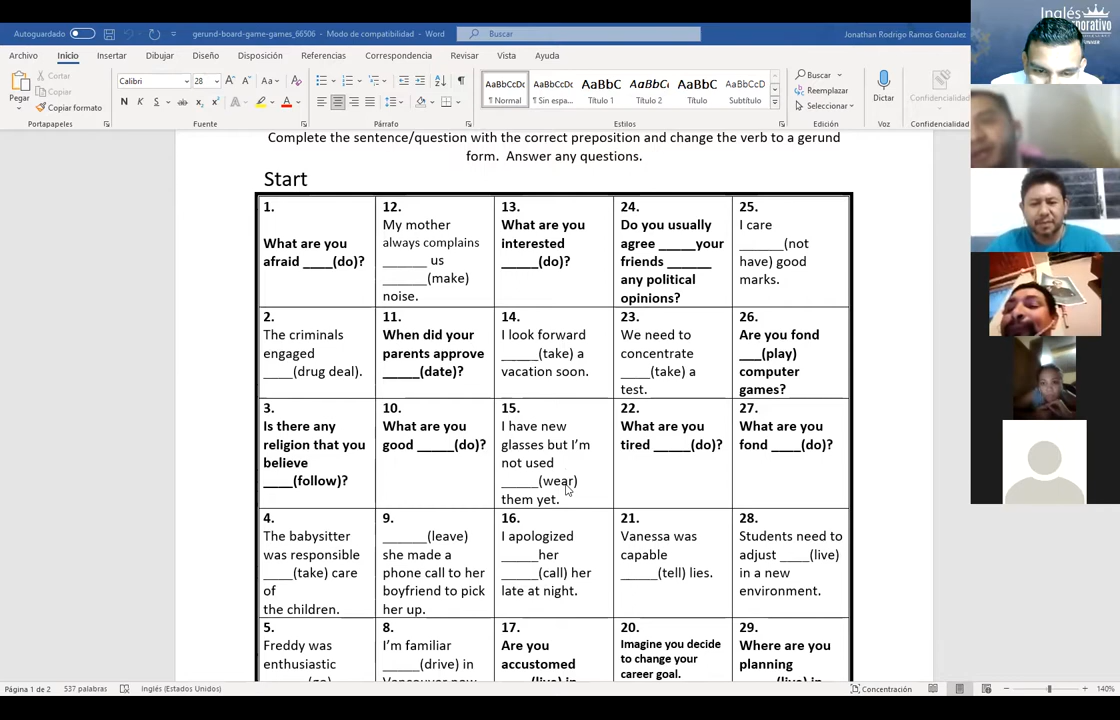 Autoguardado
gerund-board-game-games_66506 - Modo de compatibilidad - Word
Buscar
Jonathan Rodrigo Ramos Gonzalez
Inglés
Archivo Inicio Insertar Dibujar Diseño Disposición Referencias Correspondencia Revisar Vista Ayuda
Pegar
Cortar
Copiar
Copiar formato
Calibri 28
AaBbCcDc AaBbCcDc AaBbC AaBbCc AaBbC AaBbCcD
¶ Normal ¶ Sin espa... Título 1 Título 2 Título Subtítulo
Buscar
Reemplazar
Seleccionar
Dictar
Confidencialidad
Portapapeles Fuente Párrafo Estilos Edición Voz Confidencialidad
Complete the sentence/question with the correct preposition and change the verb to a gerund
form. Answer any questions.
Start
1.
What are you
afraid ____(do)?
12.
My mother
always complains
______ us
______(make)
noise.
13.
What are you
interested
_____(do)?
24.
Do you usually
agree _____your
friends ______
any political
opinions?
25.
I care
______(not
have) good
marks.
2.
The criminals
engaged
____(drug deal).
11.
When did your
parents approve
_____(date)?
14.
I look forward
_____(take) a
vacation soon.
23.
We need to
concentrate
____(take) a
test.
26.
Are you fond
___(play)
computer
games?
3.
Is there any
religion that you
believe
____(follow)?
10.
What are you
good _____(do)?
15.
I have new
glasses but I'm
not used
_____(wear)
them yet.
22.
What are you
tired _____(do)?
27.
What are you
fond ____(do)?
4.
The babysitter
was responsible
____(take) care
of
the children.
9.
______(leave)
she made a
phone call to her
boyfriend to pick
her up.
16.
I apologized
_____her
_____(call) her
late at night.
21.
Vanessa was
capable
_____(tell) lies.
28.
Students need to
adjust ____(live)
in a new
environment.
5.
Freddy was
enthusiastic
8.
I'm familiar
_____(drive) in
17.
Are you
accustomed
20.
Imagine you decide
to change your
career goal.
29.
Where are you
planning
Página 1 de 2 537 palabras Inglés (Estados Unidos)
Concentración
140%